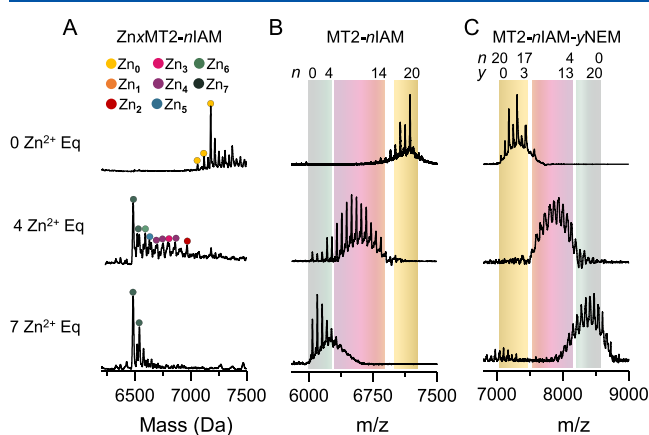 A
ZnxMT2-nIAM
Zn0 Zn3 Zn6
Zn1 Zn4 Zn7
Zn2 Zn5
B
MT2-nIAM
n 0 4 14 20
C
MT2-nIAM-yNEM
n 20 17 4 0
y 0 3 13 20
0 Zn2+ Eq
4 Zn2+ Eq
7 Zn2+ Eq
6500 7000 7500
Mass (Da)
6000 6750 7500
m/z
7000 8000 9000
m/z